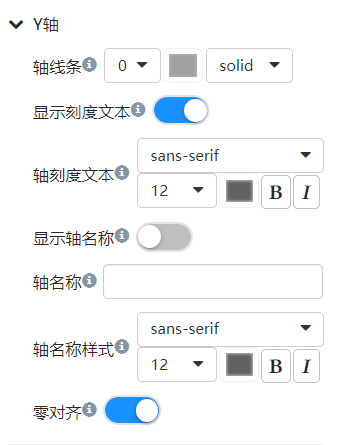 Y轴
轴线条 0 solid
显示刻度文本
sans-serif
轴刻度文本
12 B I
显示轴名称
轴名称
sans-serif
轴名称样式
12 B I
零对齐